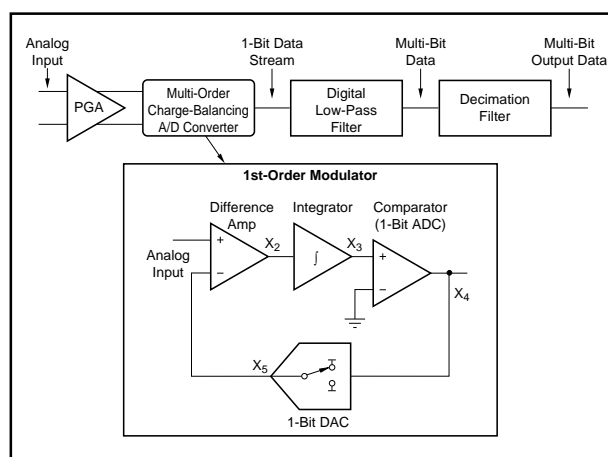 Analog
Input
1-Bit Data
Stream
Multi-Bit
Data
Multi-Bit
Output Data
PGA
Multi-Order
Charge-Balancing
A/D Converter
Digital
Low-Pass
Filter
Decimation
Filter
1st-Order Modulator
Difference
Amp
Integrator
Comparator
(1-Bit ADC)
Analog
Input
+
−
X2
∫
X3
+
−
X4
X5
1-Bit DAC